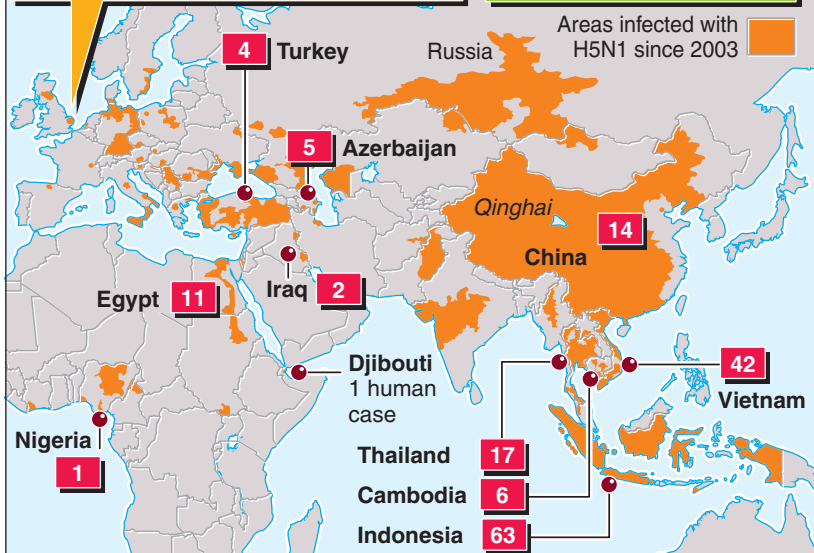 Areas infected with
H5N1 since 2003
4 Turkey
Russia
5 Azerbaijan
Qinghai
14
China
Egypt 11
Iraq 2
Djibouti
1 human
case
42
Vietnam
Nigeria
1
Thailand 17
Cambodia 6
Indonesia 63